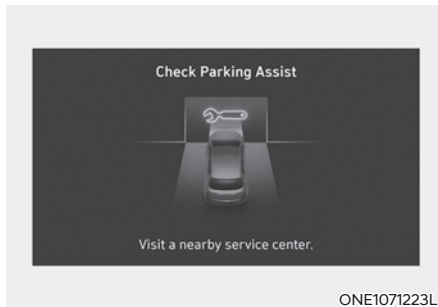 Check Parking Assist
Visit a nearby service center.
ONE1071223L